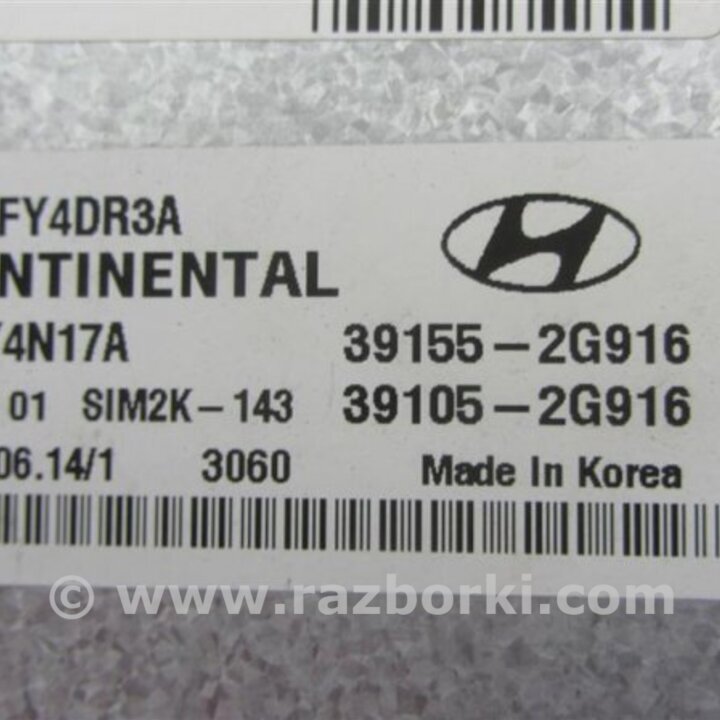 FY4DR3A
NTINENTAL
4N17A 39155-2G916
01 SIM2K-143 39105-2G916
06.14/1 3060 Made In Korea
© www.razborki.com